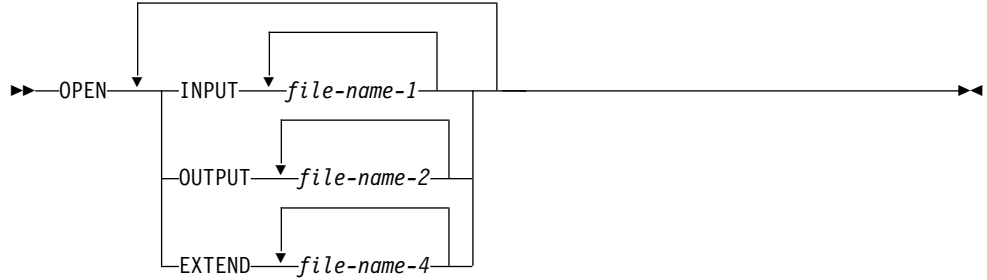 OPEN INPUT file-name-1
OUTPUT file-name-2
EXTEND file-name-4